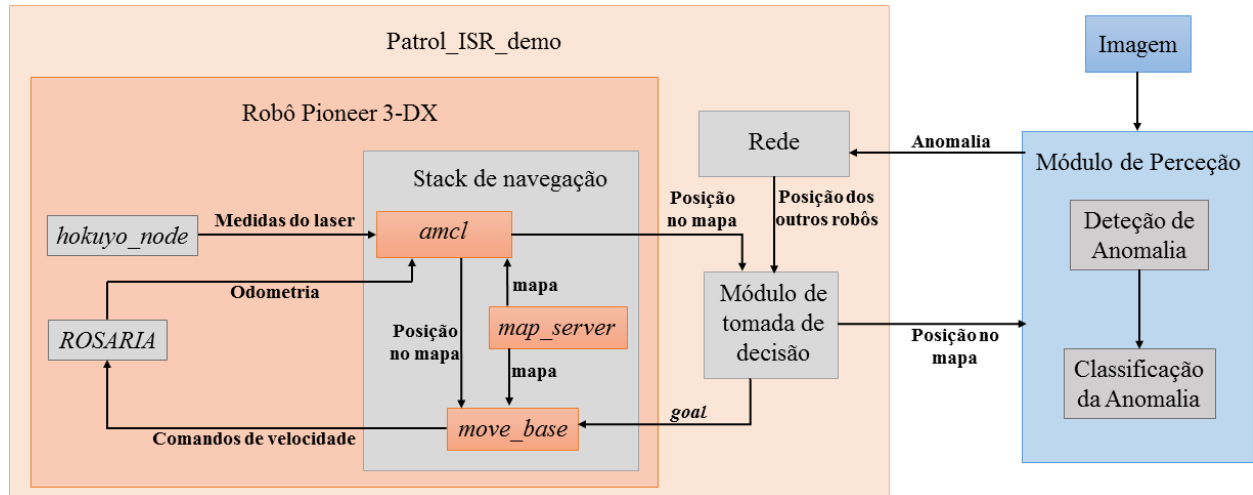 Patrol_ISR_demo
Imagem
Robô Pioneer 3-DX
Rede
Anomalia
Módulo de Perceção
Stack de navegação
Posição
no mapa
Posição dos
outros robôs
Medidas do laser
hokuyo_node
amcl
Deteção de
Anomalia
Odometria
mapa
Módulo de
tomada de
decisão
ROSARIA
Posição
no mapa
map_server
Posição no
mapa
mapa
Classificação
da Anomalia
Comandos de velocidade
move_base
goal